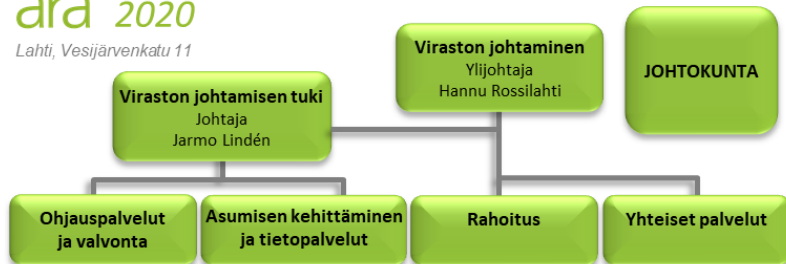 ara 2020
Lahti, Vesijärvenkatu 11
Viraston johtaminen
Ylijohtaja
Hannu Rossilahti
JOHTOKUNTA
Viraston johtamisen tuki
Johtaja
Jarmo Lindén
Ohjauspalvelut
ja valvonta
Asumisen kehittäminen
ja tietopalvelut
Rahoitus
Yhteiset palvelut